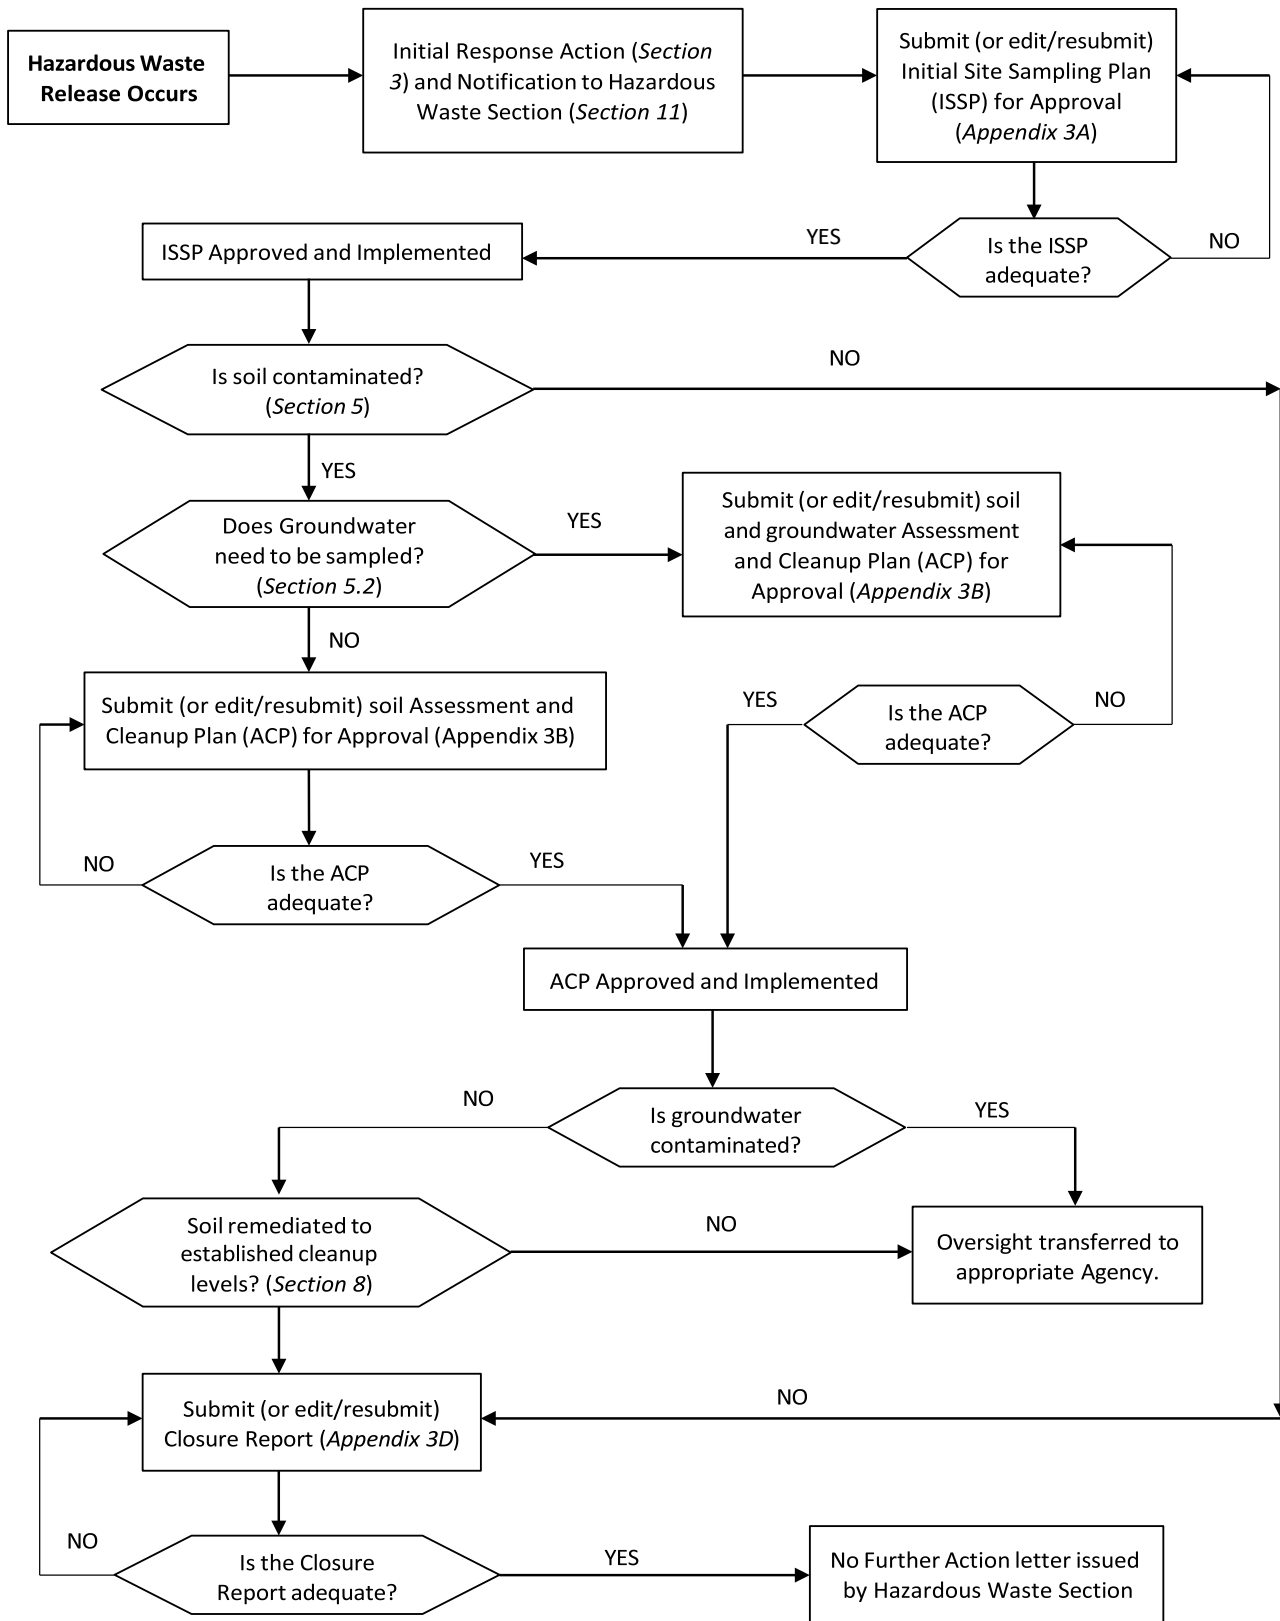 Hazardous Waste
Release Occurs
Initial Response Action (Section
3) and Notification to Hazardous
Waste Section (Section 11)
Submit (or edit/resubmit)
Initial Site Sampling Plan
(ISSP) for Approval
(Appendix 3A)
ISSP Approved and Implemented
YES
Is the ISSP
adequate?
NO
Is soil contaminated?
(Section 5)
NO
YES
Does Groundwater
need to be sampled?
(Section 5.2)
YES
Submit (or edit/resubmit) soil
and groundwater Assessment
and Cleanup Plan (ACP) for
Approval (Appendix 3B)
NO
Submit (or edit/resubmit) soil Assessment and
Cleanup Plan (ACP) for Approval (Appendix 3B)
YES
Is the ACP
adequate?
NO
NO
Is the ACP
adequate?
YES
ACP Approved and Implemented
NO
Is groundwater
contaminated?
YES
Soil remediated to
established cleanup
levels? (Section 8)
NO
Oversight transferred to
appropriate Agency.
Submit (or edit/resubmit)
Closure Report (Appendix 3D)
NO
NO
Is the Closure
Report adequate?
YES
No Further Action letter issued
by Hazardous Waste Section